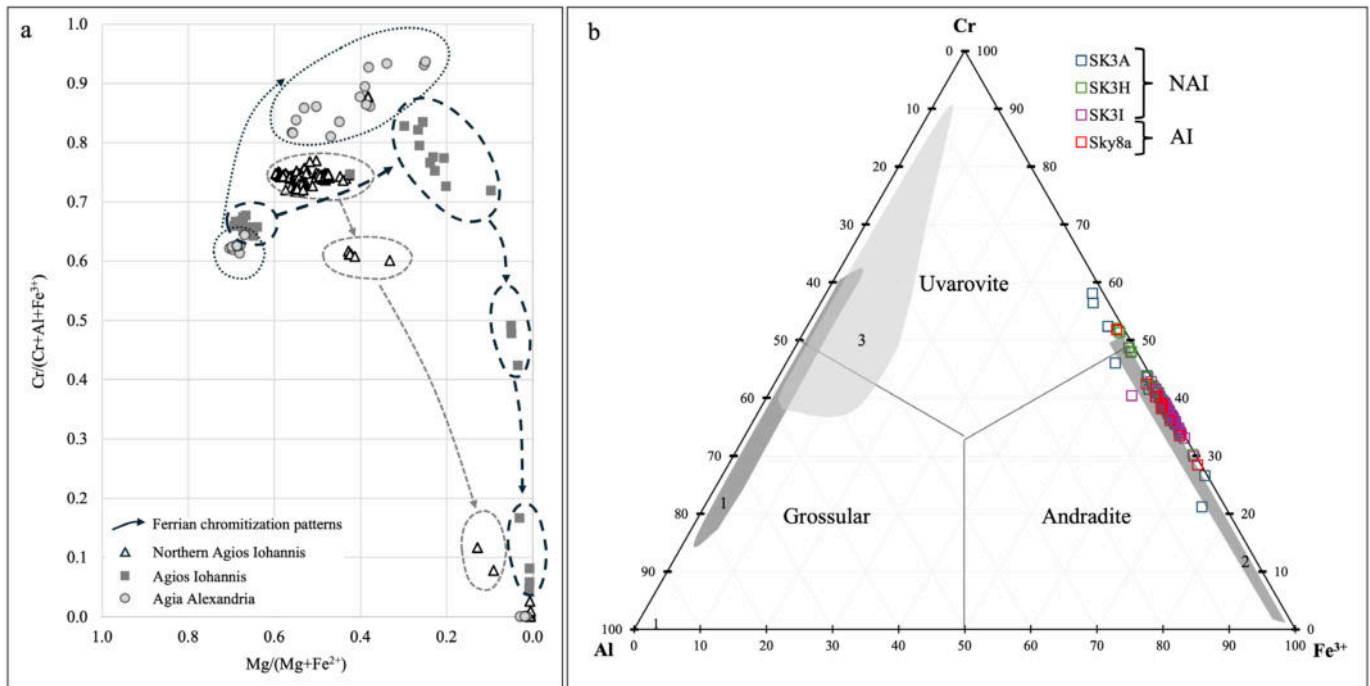 a
1.0
0.9
0.8
0.7
0.6
0.5
0.4
0.3
0.2
0.1
0.0
Cr/(Cr+Al+Fe³⁺)
Ferrian chromitization patterns
Northern Agios Iohannis
Agios Iohannis
Agia Alexandria
1.0 0.8 0.6 0.4 0.2 0.0
Mg/(Mg+Fe²⁺)
b
Cr
0 100
10 90
20 80
30 70
40 60
50 50
60 40
70 30
80 20
90 10
100 0
SK3A
SK3H
SK3I
Sky8a
NAI
AI
Uvarovite
3
Grossular
Andradite
1
2
1
0 10 20 30 40 50 60 70 80 90 100
Al
Fe³⁺